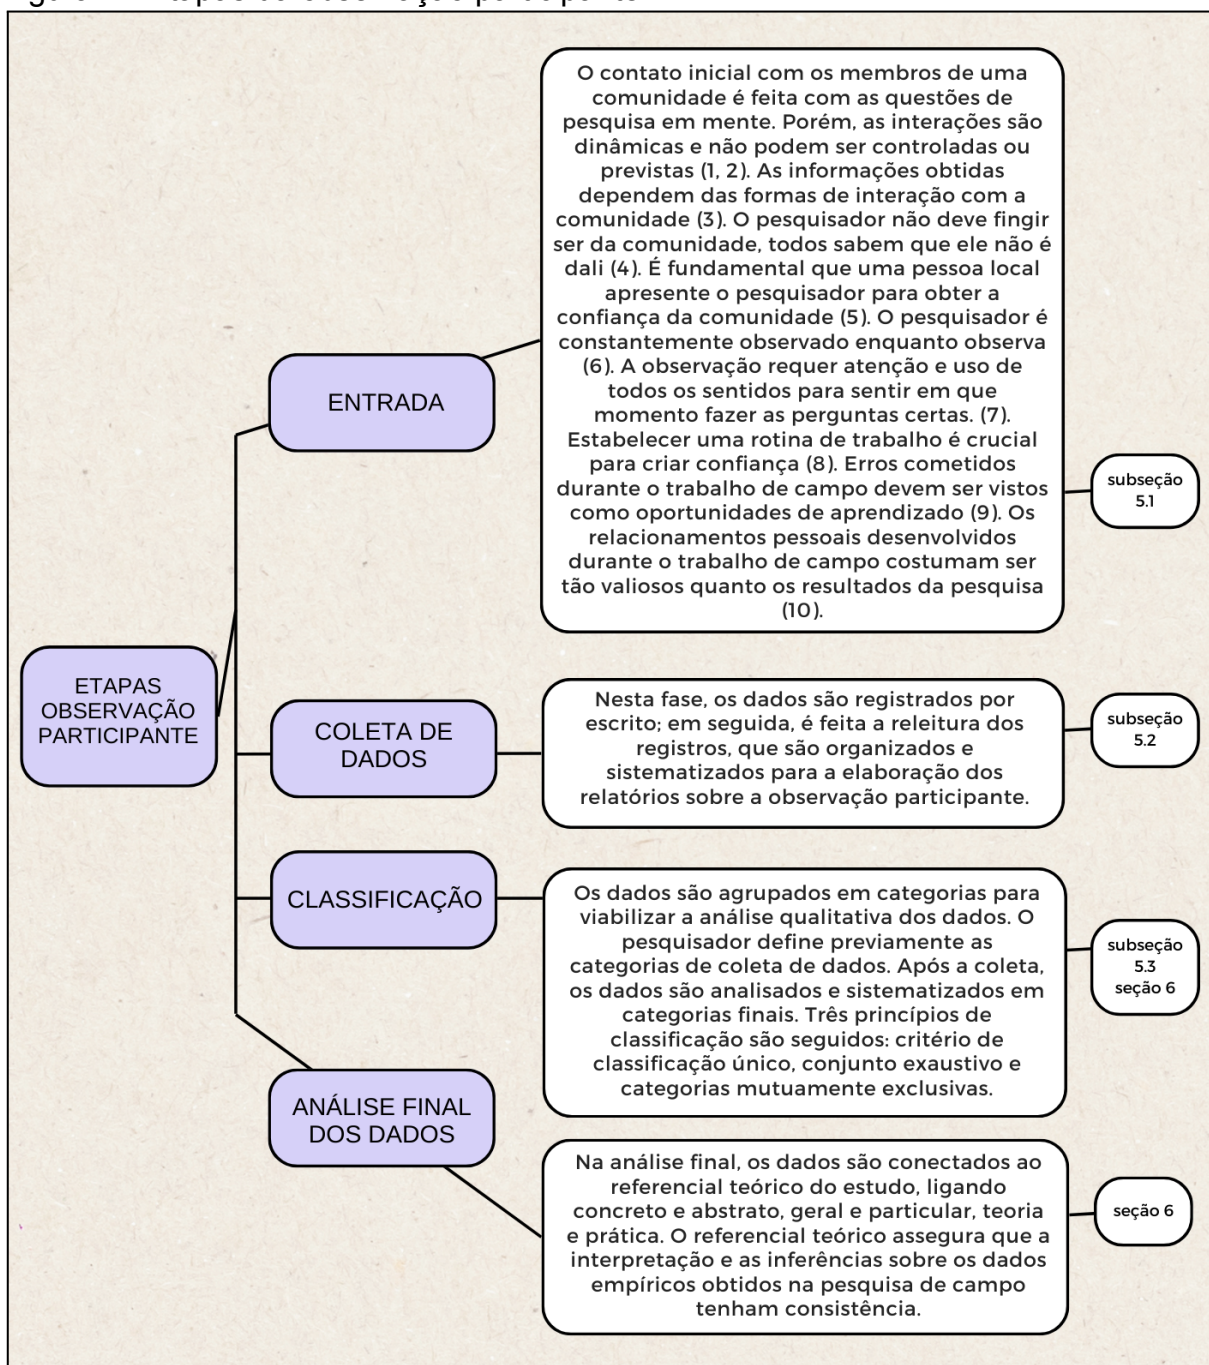 ETAPAS
OBSERVAÇÃO
PARTICIPANTE
ENTRADA
O contato inicial com os membros de uma
comunidade é feita com as questões de
pesquisa em mente. Porém, as interações são
dinâmicas e não podem ser controladas ou
previstas (1, 2). As informações obtidas
dependem das formas de interação com a
comunidade (3). O pesquisador não deve fingir
ser da comunidade, todos sabem que ele não é
dali (4). É fundamental que uma pessoa local
apresente o pesquisador para obter a
confiança da comunidade (5). O pesquisador é
constantemente observado enquanto observa
(6). A observação requer atenção e uso de
todos os sentidos para sentir em que
momento fazer as perguntas certas. (7).
Estabelecer uma rotina de trabalho é crucial
para criar confiança (8). Erros cometidos
durante o trabalho de campo devem ser vistos
como oportunidades de aprendizado (9). Os
relacionamentos pessoais desenvolvidos
durante o trabalho de campo costumam ser
tão valiosos quanto os resultados da pesquisa
(10).
subseção
5.1
COLETA DE
DADOS
Nesta fase, os dados são registrados por
escrito; em seguida, é feita a releitura dos
registros, que são organizados e
sistematizados para a elaboração dos
relatórios sobre a observação participante.
subseção
5.2
CLASSIFICAÇÃO
Os dados são agrupados em categorias para
viabilizar a análise qualitativa dos dados. O
pesquisador define previamente as
categorias de coleta de dados. Após a coleta,
os dados são analisados e sistematizados em
categorias finais. Três princípios de
classificação são seguidos: critério de
classificação único, conjunto exaustivo e
categorias mutuamente exclusivas.
subseção
5.3
seção 6
ANÁLISE FINAL
DOS DADOS
Na análise final, os dados são conectados ao
referencial teórico do estudo, ligando
concreto e abstrato, geral e particular, teoria
e prática. O referencial teórico assegura que a
interpretação e as inferências sobre os dados
empíricos obtidos na pesquisa de campo
tenham consistência.
seção 6